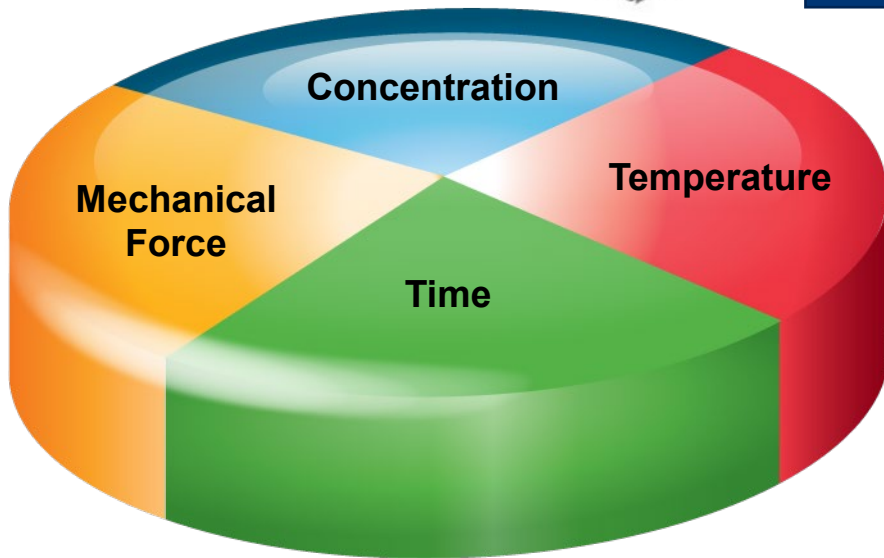 Concentration
Temperature
Mechanical
Force
Time